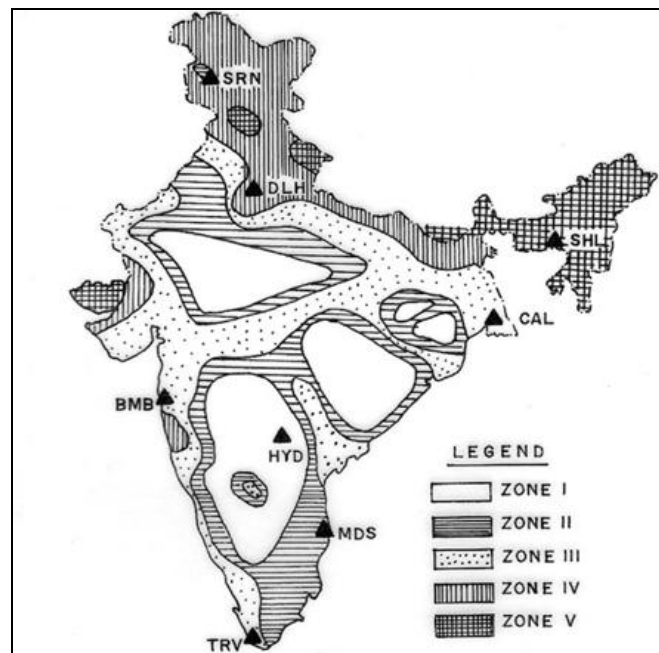 SRN
DLH
SHL
CAL
BMB
HYD
MDS
TRV
LEGEND
ZONE I
ZONE II
ZONE III
ZONE IV
ZONE V